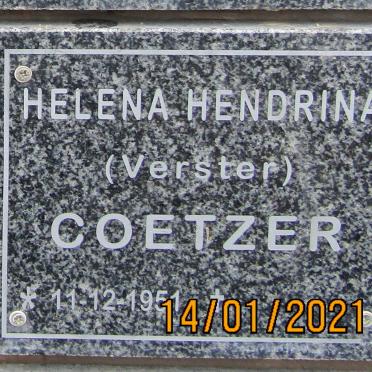 HELENA HENDRINA
(Verster)
COETZER
* 11-12-1951 +
14/01/2021